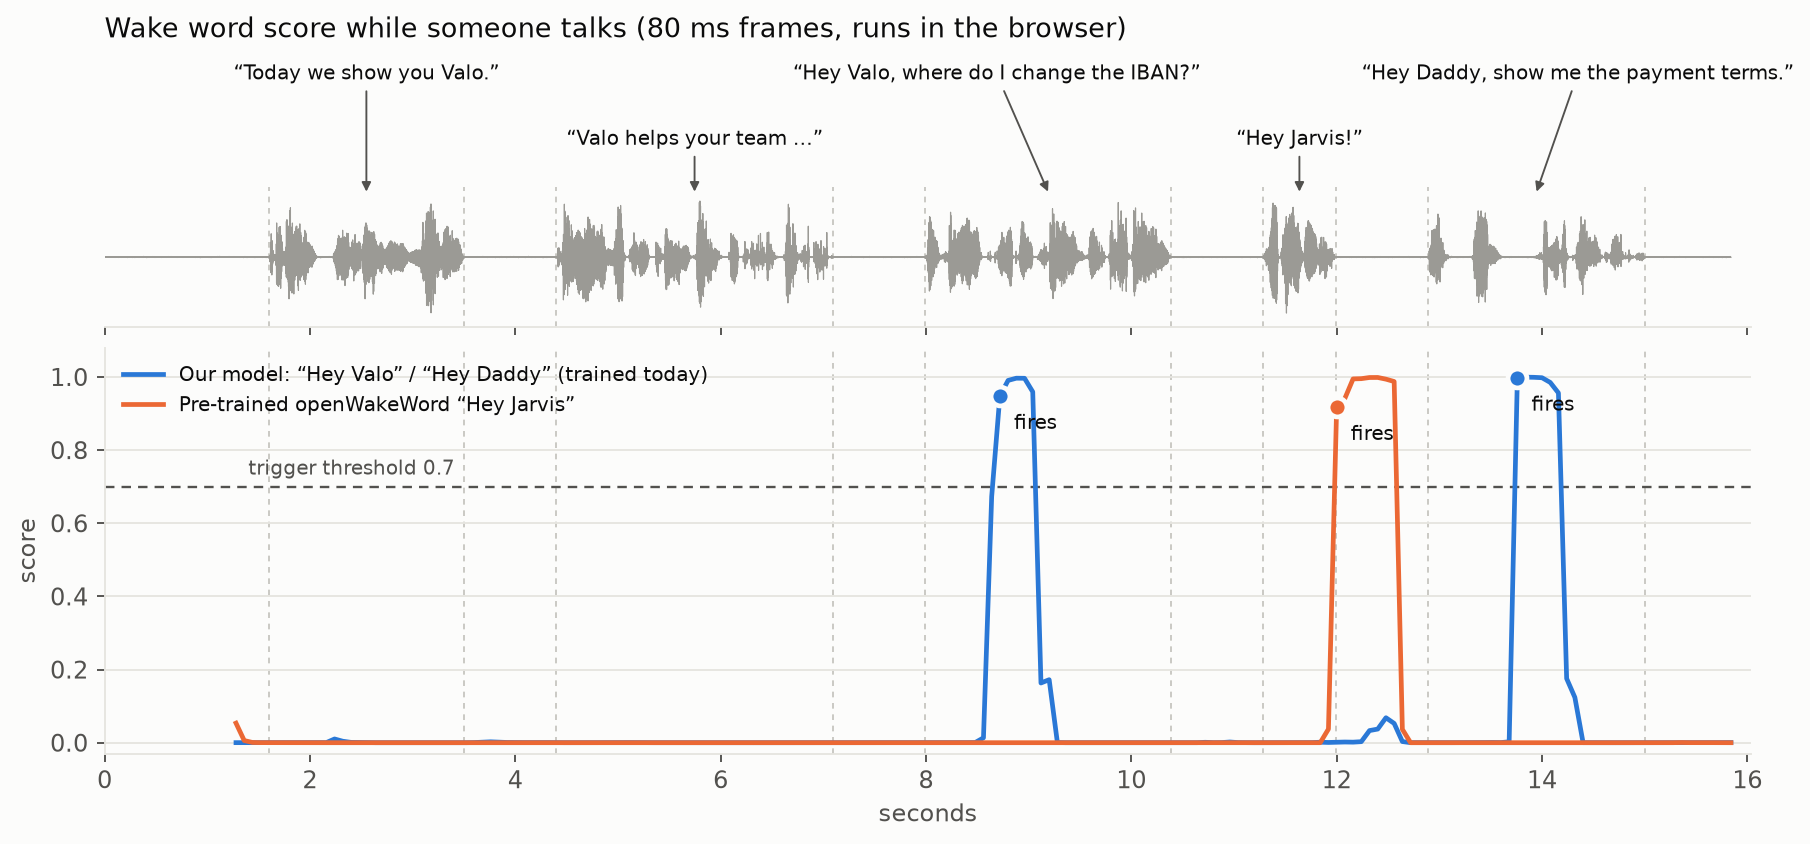 Wake word score while someone talks (80 ms frames, runs in the browser)
“Today we show you Valo.”
“Hey Valo, where do I change the IBAN?”
“Hey Daddy, show me the payment terms.”
“Valo helps your team …”
“Hey Jarvis!”
Our model: “Hey Valo” / “Hey Daddy” (trained today)
Pre-trained openWakeWord “Hey Jarvis”
fires
fires
fires
trigger threshold 0.7
score
1.0
0.8
0.6
0.4
0.2
0.0
0 2 4 6 8 10 12 14 16
seconds